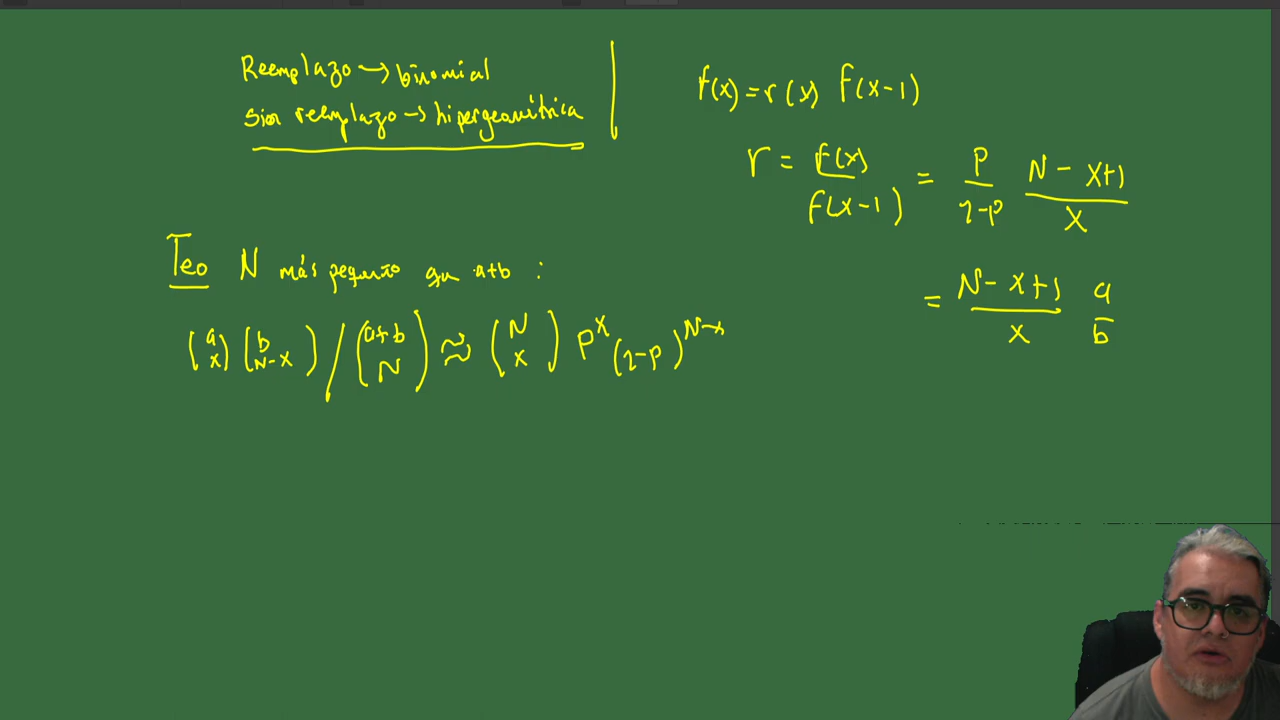 Reemplazo → binomial
sin reemplazo → hipergeométrica
Teo N más pequeño que a+b :
(a x) (b N-x) / (a+b N) ≈ (N x) p^x (1-p)^N-x
f(x) = r(x) f(x-1)
r = f(x) / f(x-1) = p / 1-p N - x+1 / x
= N - x+1 / x a / b